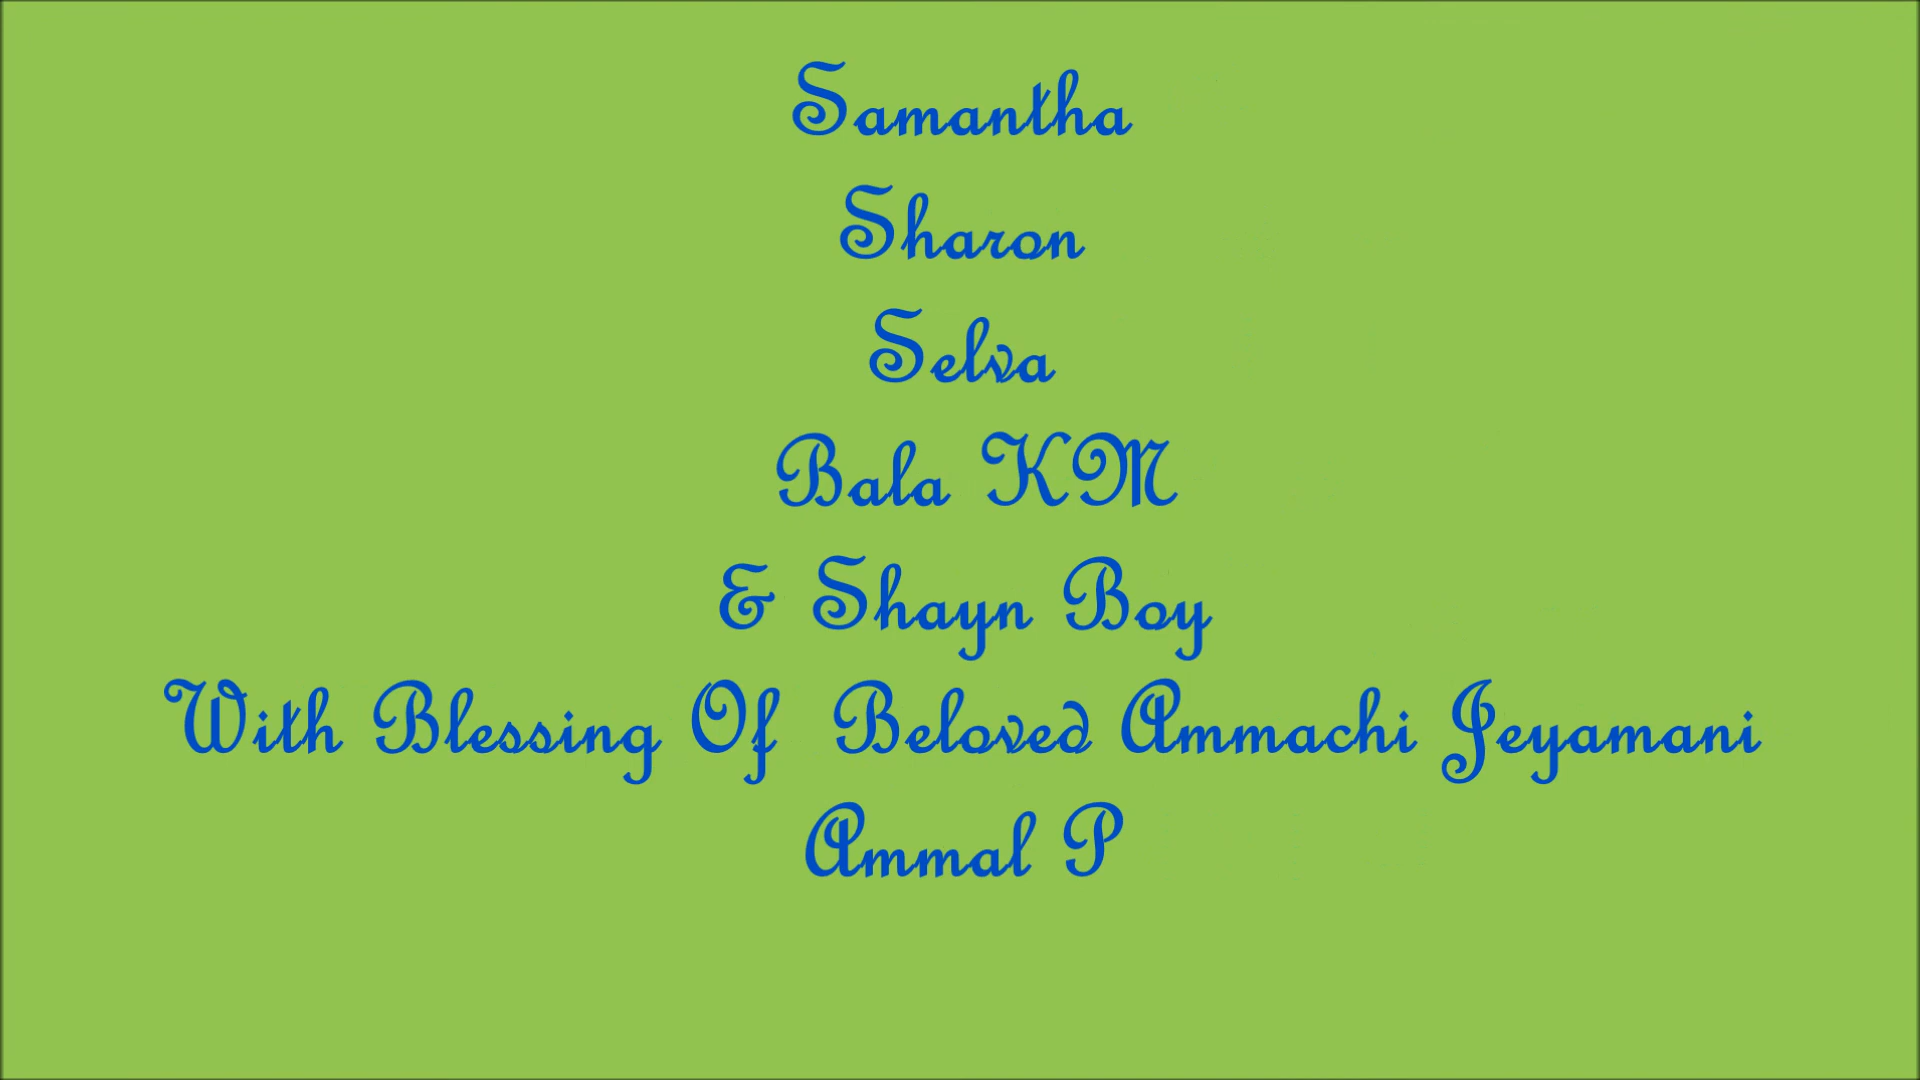 Samantha
Sharon
Selva
Bala KM
& Shayn Boy
With Blessing Of Beloved Ammachi Jeyamani
Ammal P